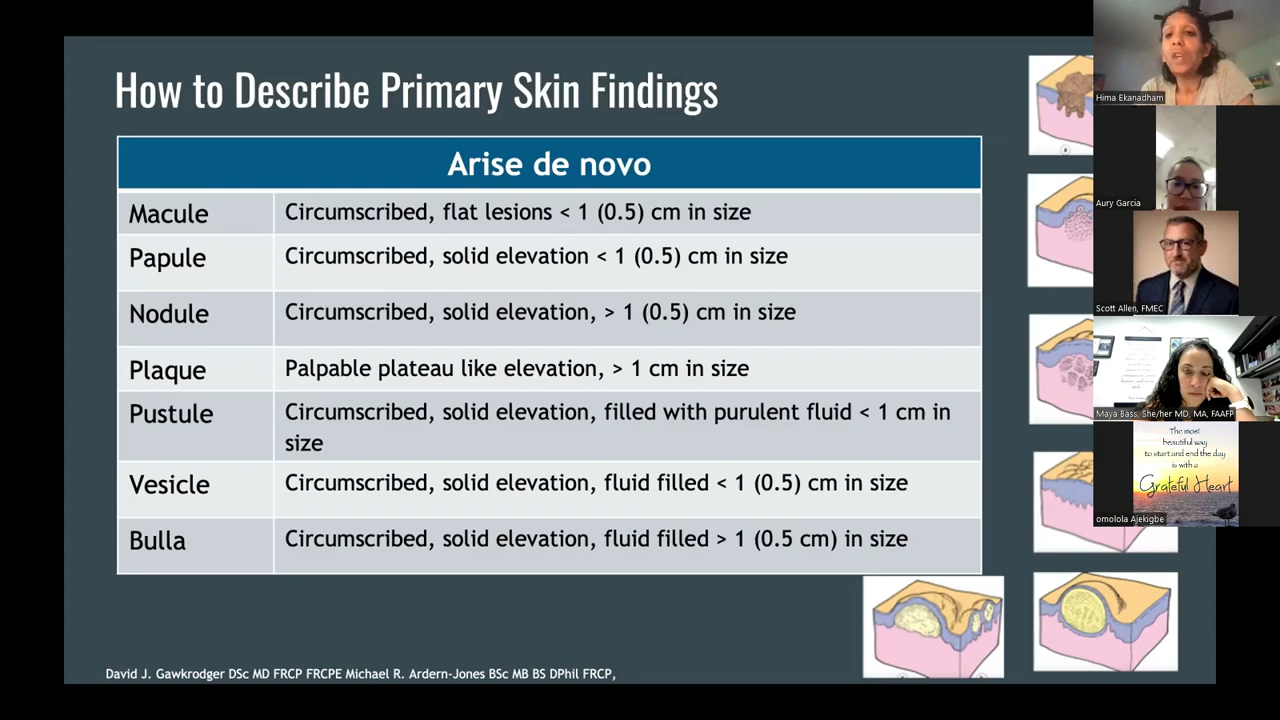 How to Describe Primary Skin Findings
Arise de novo
Macule
Circumscribed, flat lesions < 1 (0.5) cm in size
Papule
Circumscribed, solid elevation < 1 (0.5) cm in size
Nodule
Circumscribed, solid elevation, > 1 (0.5) cm in size
Plaque
Palpable plateau like elevation, > 1 cm in size
Pustule
Circumscribed, solid elevation, filled with purulent fluid < 1 cm in
size
Vesicle
Circumscribed, solid elevation, fluid filled < 1 (0.5) cm in size
Bulla
Circumscribed, solid elevation, fluid filled > 1 (0.5 cm) in size
David J. Gawkrodger DSc MD FRCP FRCPE Michael R. Ardern-Jones BSc MB BS DPhil FRCP,
Hima Ekanadham
Aury Garcia
Scott Allen, FMEC
Maya Bass, She/her MD, MA, FAAFP
The most
beautiful way
to start and end the day
is with a
Grateful Heart
omolola Ajekigbe